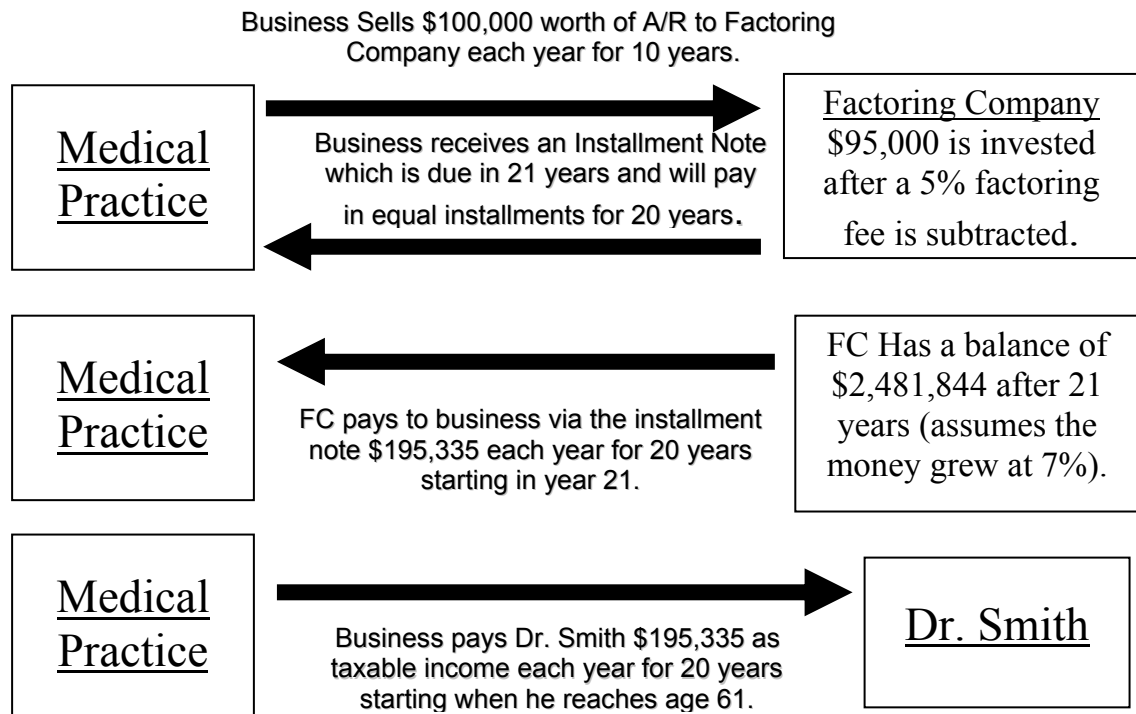 Business Sells $100,000 worth of A/R to Factoring
Company each year for 10 years.
Medical
Practice
Business receives an Installment Note
which is due in 21 years and will pay
in equal installments for 20 years.
Factoring Company
$95,000 is invested
after a 5% factoring
fee is subtracted.
Medical
Practice
FC pays to business via the installment
note $195,335 each year for 20 years
starting in year 21.
FC Has a balance of
$2,481,844 after 21
years (assumes the
money grew at 7%).
Medical
Practice
Business pays Dr. Smith $195,335 as
taxable income each year for 20 years
starting when he reaches age 61.
Dr. Smith